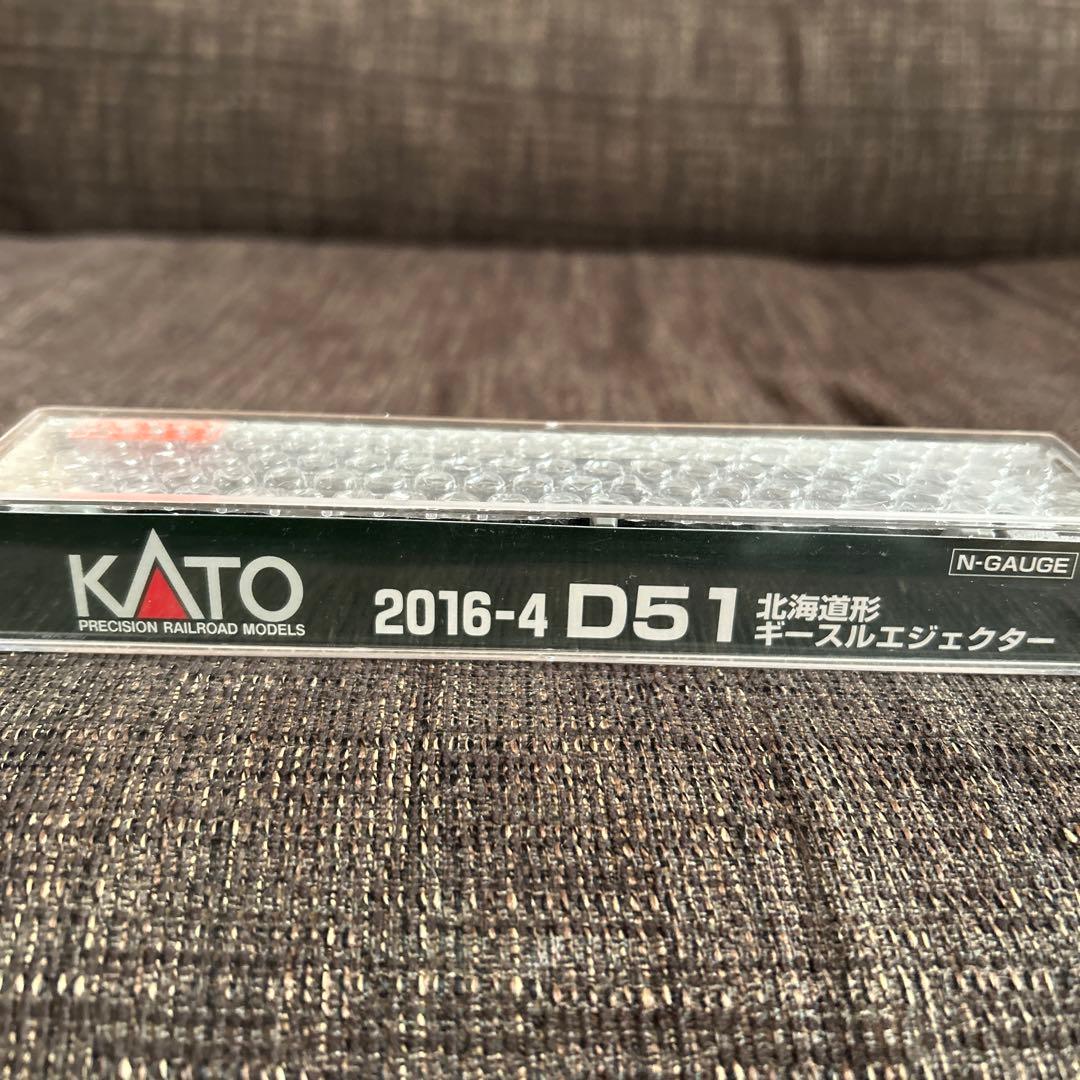 KATO
PRECISION RAILROAD MODELS
2016-4 D51 北海道形
ギースルエジェクター
N-GAUGE